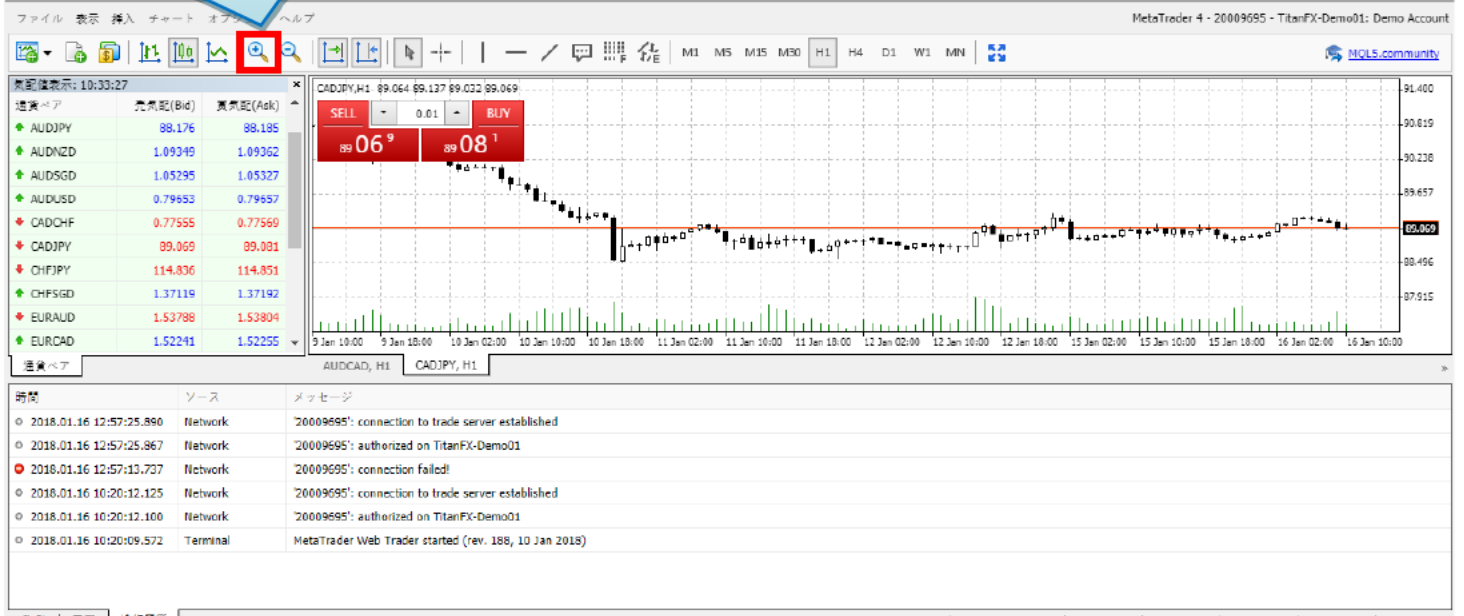 ファイル 表示 挿入 チャート ヘルプ
MetaTrader 4 - 20009695 - TitanFX-Demo01: Demo Account
M1 M5 M15 M30 H1 H4 D1 W1 MN
MQL5.community
気配値表示: 10:33:27
通貨ペア 売気配(Bid) 買気配(Ask)
AUDJPY 88.176 88.185
AUDNZD 1.09349 1.09362
AUDSGD 1.05295 1.05327
AUDUSD 0.79653 0.79657
CADCHF 0.77555 0.77569
CADJPY 89.069 89.081
CHFJPY 114.836 114.851
CHFSGD 1.37119 1.37192
EURAUD 1.53788 1.53804
EURCAD 1.52241 1.52255
通貨ペア
CADJPY,H1 89.064 89.137 89.032 89.069
SELL 0.01 BUY
89 06 9 89 08 1
91.400
90.819
90.238
89.657
89.069
88.496
87.915
9 Jan 10:00 9 Jan 18:00 10 Jan 02:00 10 Jan 10:00 10 Jan 18:00 11 Jan 02:00 11 Jan 10:00 11 Jan 18:00 12 Jan 02:00 12 Jan 10:00 12 Jan 18:00 15 Jan 02:00 15 Jan 10:00 15 Jan 18:00 16 Jan 02:00 16 Jan 10:00
AUDCAD, H1 CADJPY, H1
時間 ソース メッセージ
2018.01.16 12:57:25.890 Network '20009695': connection to trade server established
2018.01.16 12:57:25.867 Network '20009695': authorized on TitanFX-Demo01
2018.01.16 12:57:13.737 Network '20009695': connection failed!
2018.01.16 10:20:12.125 Network '20009695': connection to trade server established
2018.01.16 10:20:12.100 Network '20009695': authorized on TitanFX-Demo01
2018.01.16 10:20:09.572 Terminal MetaTrader Web Trader started (rev. 188, 10 Jan 2018)